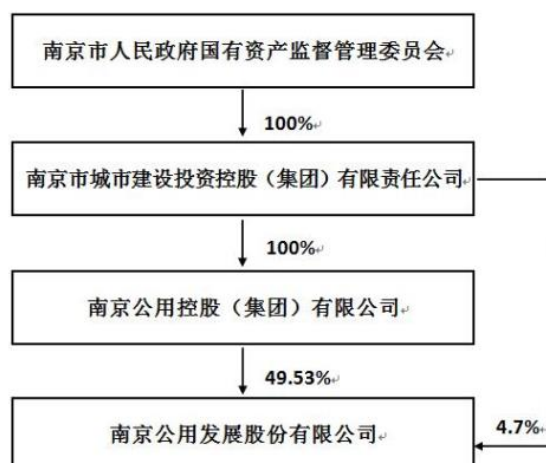 南京市人民政府国有资产监督管理委员会
100%
南京市城市建设投资控股（集团）有限责任公司
100%
南京公用控股（集团）有限公司
49.53%
南京公用发展股份有限公司
4.7%